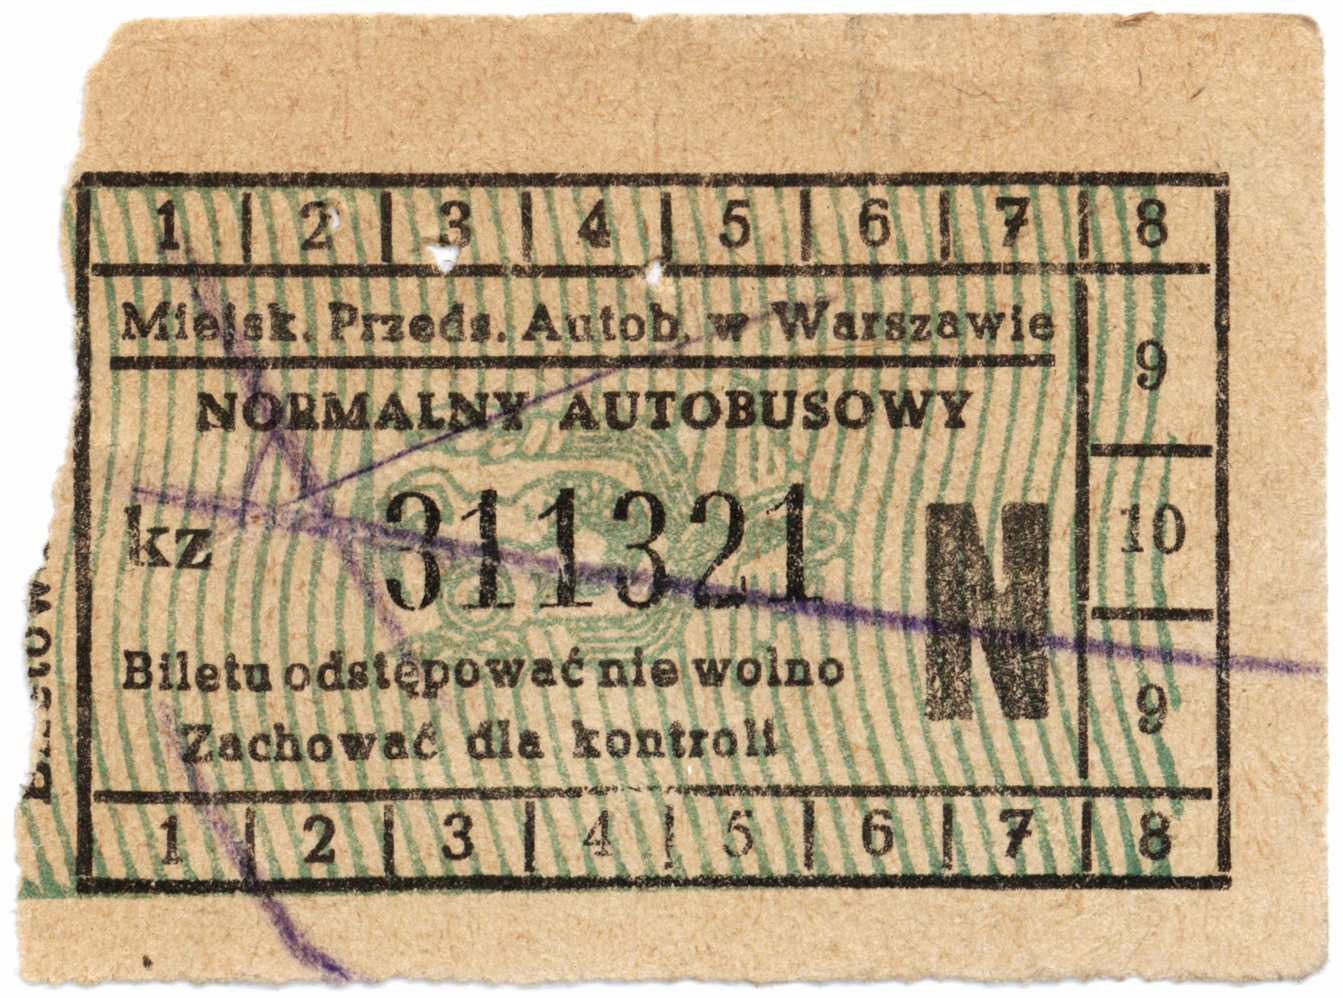 1 2 3 4 5 6 7 8
Miejsk. Przeds. Autob. w Warszawie
9
NORMALNY AUTOBUSOWY
kz 311321 N
10
Biletu odstępować nie wolno
9
Zachować dla kontroli
1 2 3 4 5 6 7 8